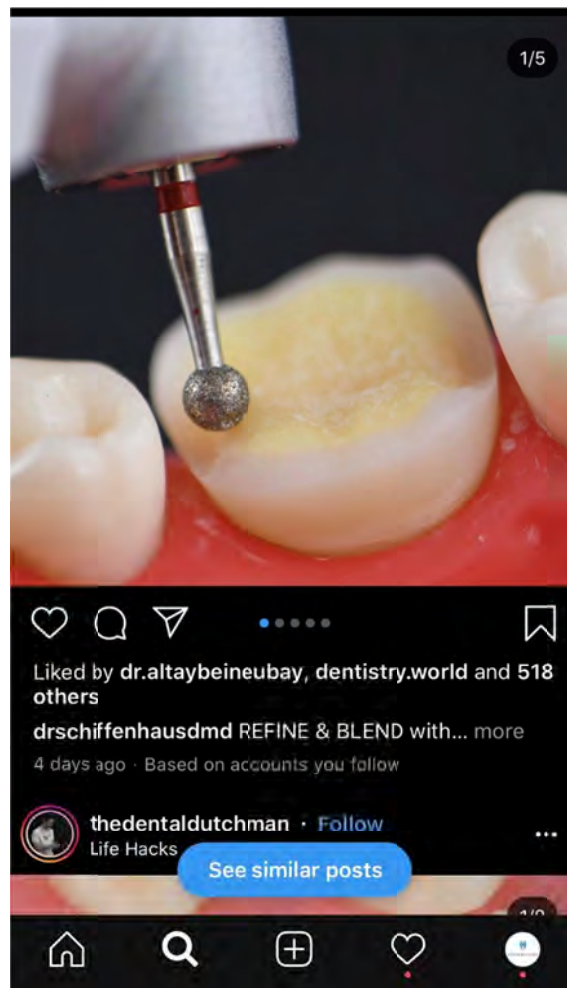 1/5
Liked by dr.altaybeineubay, dentistry.world and 518
others
drschiffenhausdmd REFINE & BLEND with... more
4 days ago · Based on accounts you follow
thedentaldutchman · Follow
Life Hacks
See similar posts